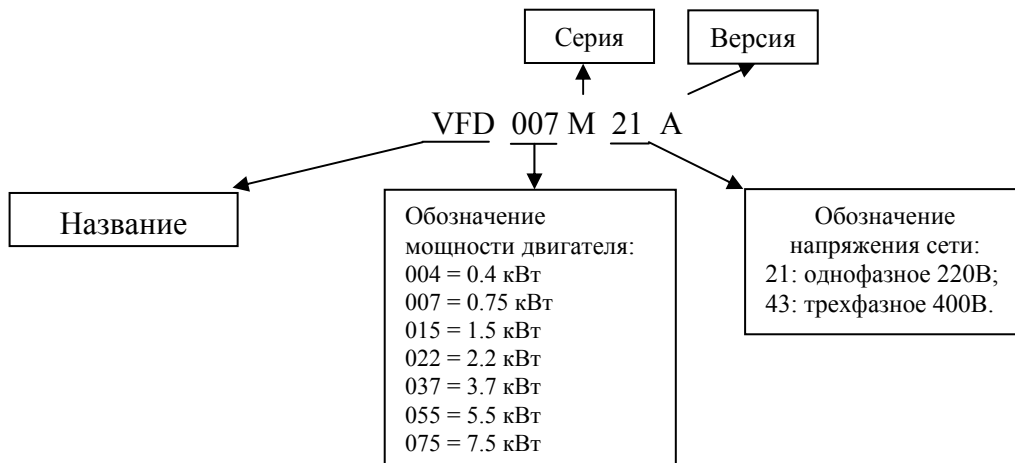 Серия
Версия
VFD 007 M 21 A
Название
Обозначение
мощности двигателя:
004 = 0.4 кВт
007 = 0.75 кВт
015 = 1.5 кВт
022 = 2.2 кВт
037 = 3.7 кВт
055 = 5.5 кВт
075 = 7.5 кВт
Обозначение
напряжения сети:
21: однофазное 220В;
43: трехфазное 400В.